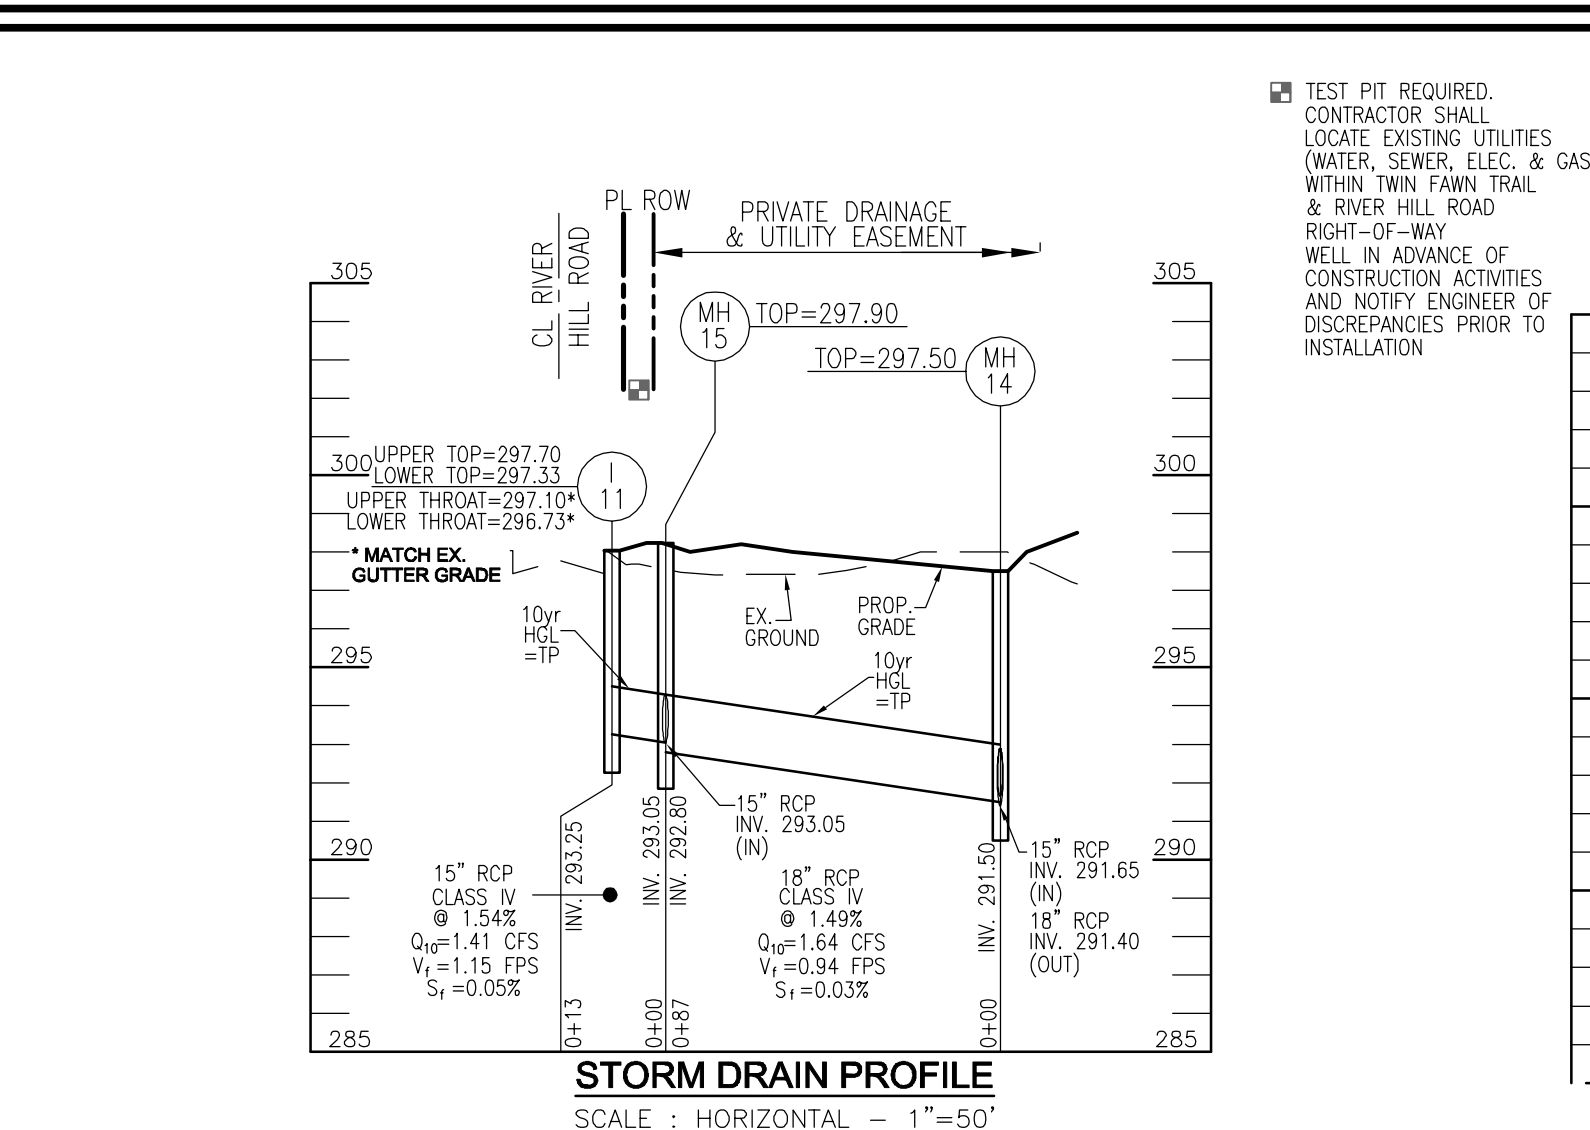 TEST PIT REQUIRED.
CONTRACTOR SHALL
LOCATE EXISTING UTILITIES
(WATER, SEWER, ELEC. & GAS
WITHIN TWIN FAWN TRAIL
& RIVER HILL ROAD
RIGHT-OF-WAY
WELL IN ADVANCE OF
CONSTRUCTION ACTIVITIES
AND NOTIFY ENGINEER OF
DISCREPANCIES PRIOR TO
INSTALLATION
PL ROW
PRIVATE DRAINAGE
& UTILITY EASEMENT
CL RIVER
HILL ROAD
305
305
MH
15
TOP=297.90
TOP=297.50
MH
14
300
300
UPPER TOP=297.70
LOWER TOP=297.33
UPPER THROAT=297.10*
LOWER THROAT=296.73*
I
11
* MATCH EX.
GUTTER GRADE
10yr
HGL
=TP
EX.
GROUND
PROP.
GRADE
10yr
HGL
=TP
295
295
290
290
INV. 293.25
INV. 293.05
INV. 292.80
15" RCP
INV. 293.05
(IN)
INV. 291.50
15" RCP
INV. 291.65
(IN)
18" RCP
INV. 291.40
(OUT)
15" RCP
CLASS IV
@ 1.54%
Q10=1.41 CFS
Vf=1.15 FPS
Sf=0.05%
18" RCP
CLASS IV
@ 1.49%
Q10=1.64 CFS
Vf=0.94 FPS
Sf=0.03%
0+13
0+00
0+87
0+00
285
285
STORM DRAIN PROFILE
SCALE : HORIZONTAL - 1"=50'